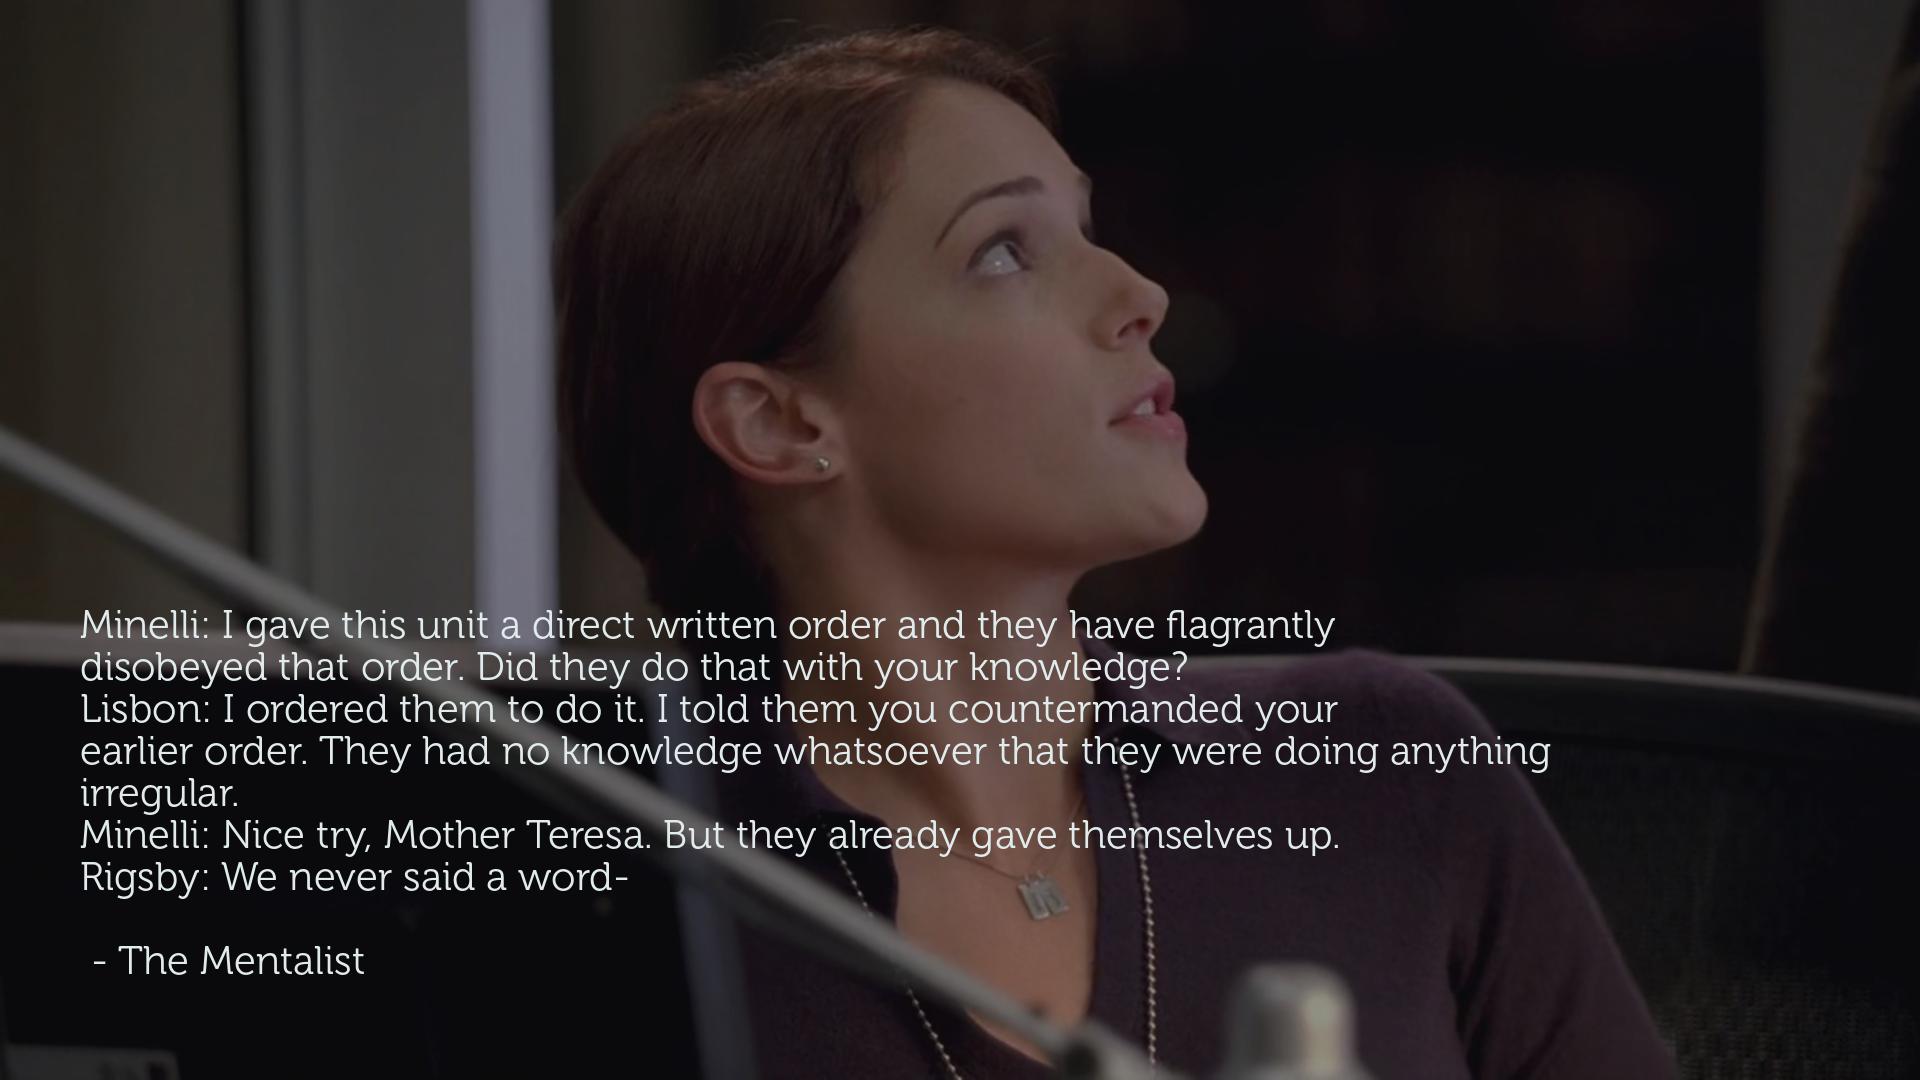 Minelli: I gave this unit a direct written order and they have flagrantly
disobeyed that order. Did they do that with your knowledge?
Lisbon: I ordered them to do it. I told them you countermanded your
earlier order. They had no knowledge whatsoever that they were doing anything
irregular.
Minelli: Nice try, Mother Teresa. But they already gave themselves up.
Rigsby: We never said a word-
- The Mentalist